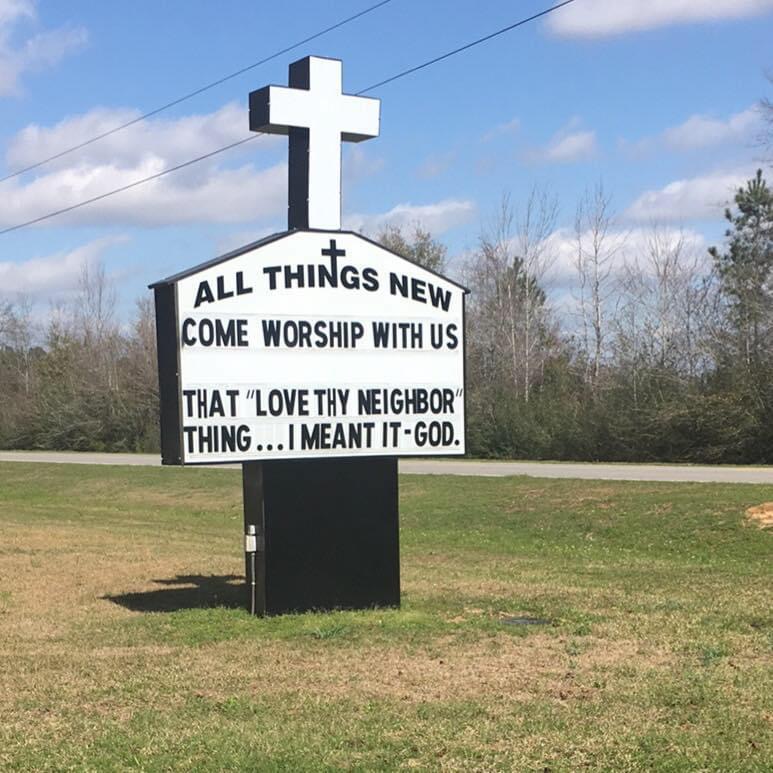 ALL THINGS NEW
COME WORSHIP WITH US
THAT "LOVE THY NEIGHBOR"
THING...I MEANT IT-GOD.